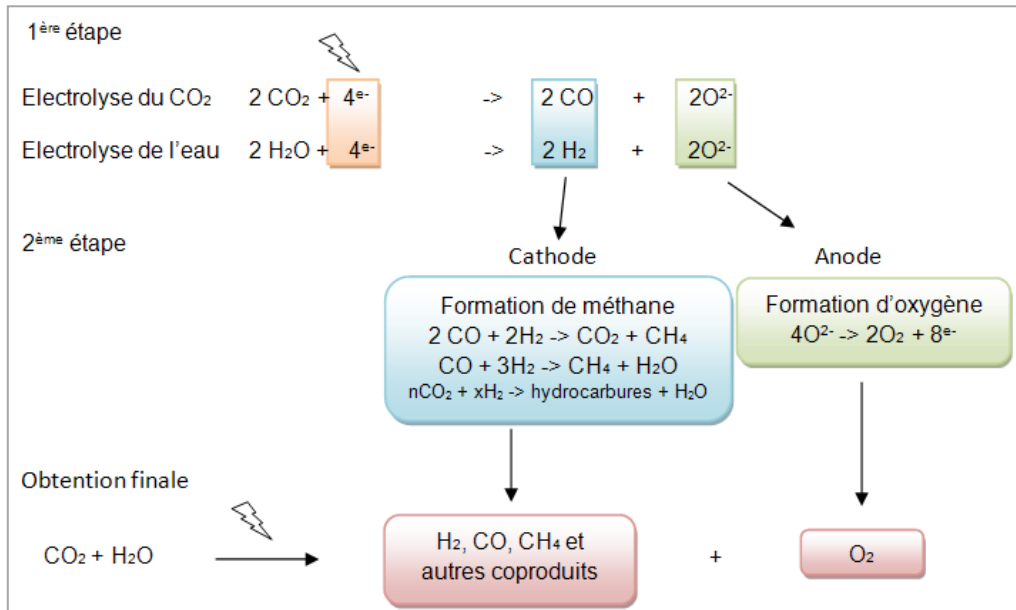 1ère étape
Electrolyse du CO₂ 2 CO₂ + 4ᵉ⁻ -> 2 CO + 2O²⁻
Electrolyse de l'eau 2 H₂O + 4ᵉ⁻ -> 2 H₂ + 2O²⁻
2ème étape
Cathode Anode
Formation de méthane
2 CO + 2H₂ -> CO₂ + CH₄
CO + 3H₂ -> CH₄ + H₂O
nCO₂ + xH₂ -> hydrocarbures + H₂O
Formation d'oxygène
4O²⁻ -> 2O₂ + 8ᵉ⁻
Obtention finale
CO₂ + H₂O
H₂, CO, CH₄ et
autres coproduits
+
O₂